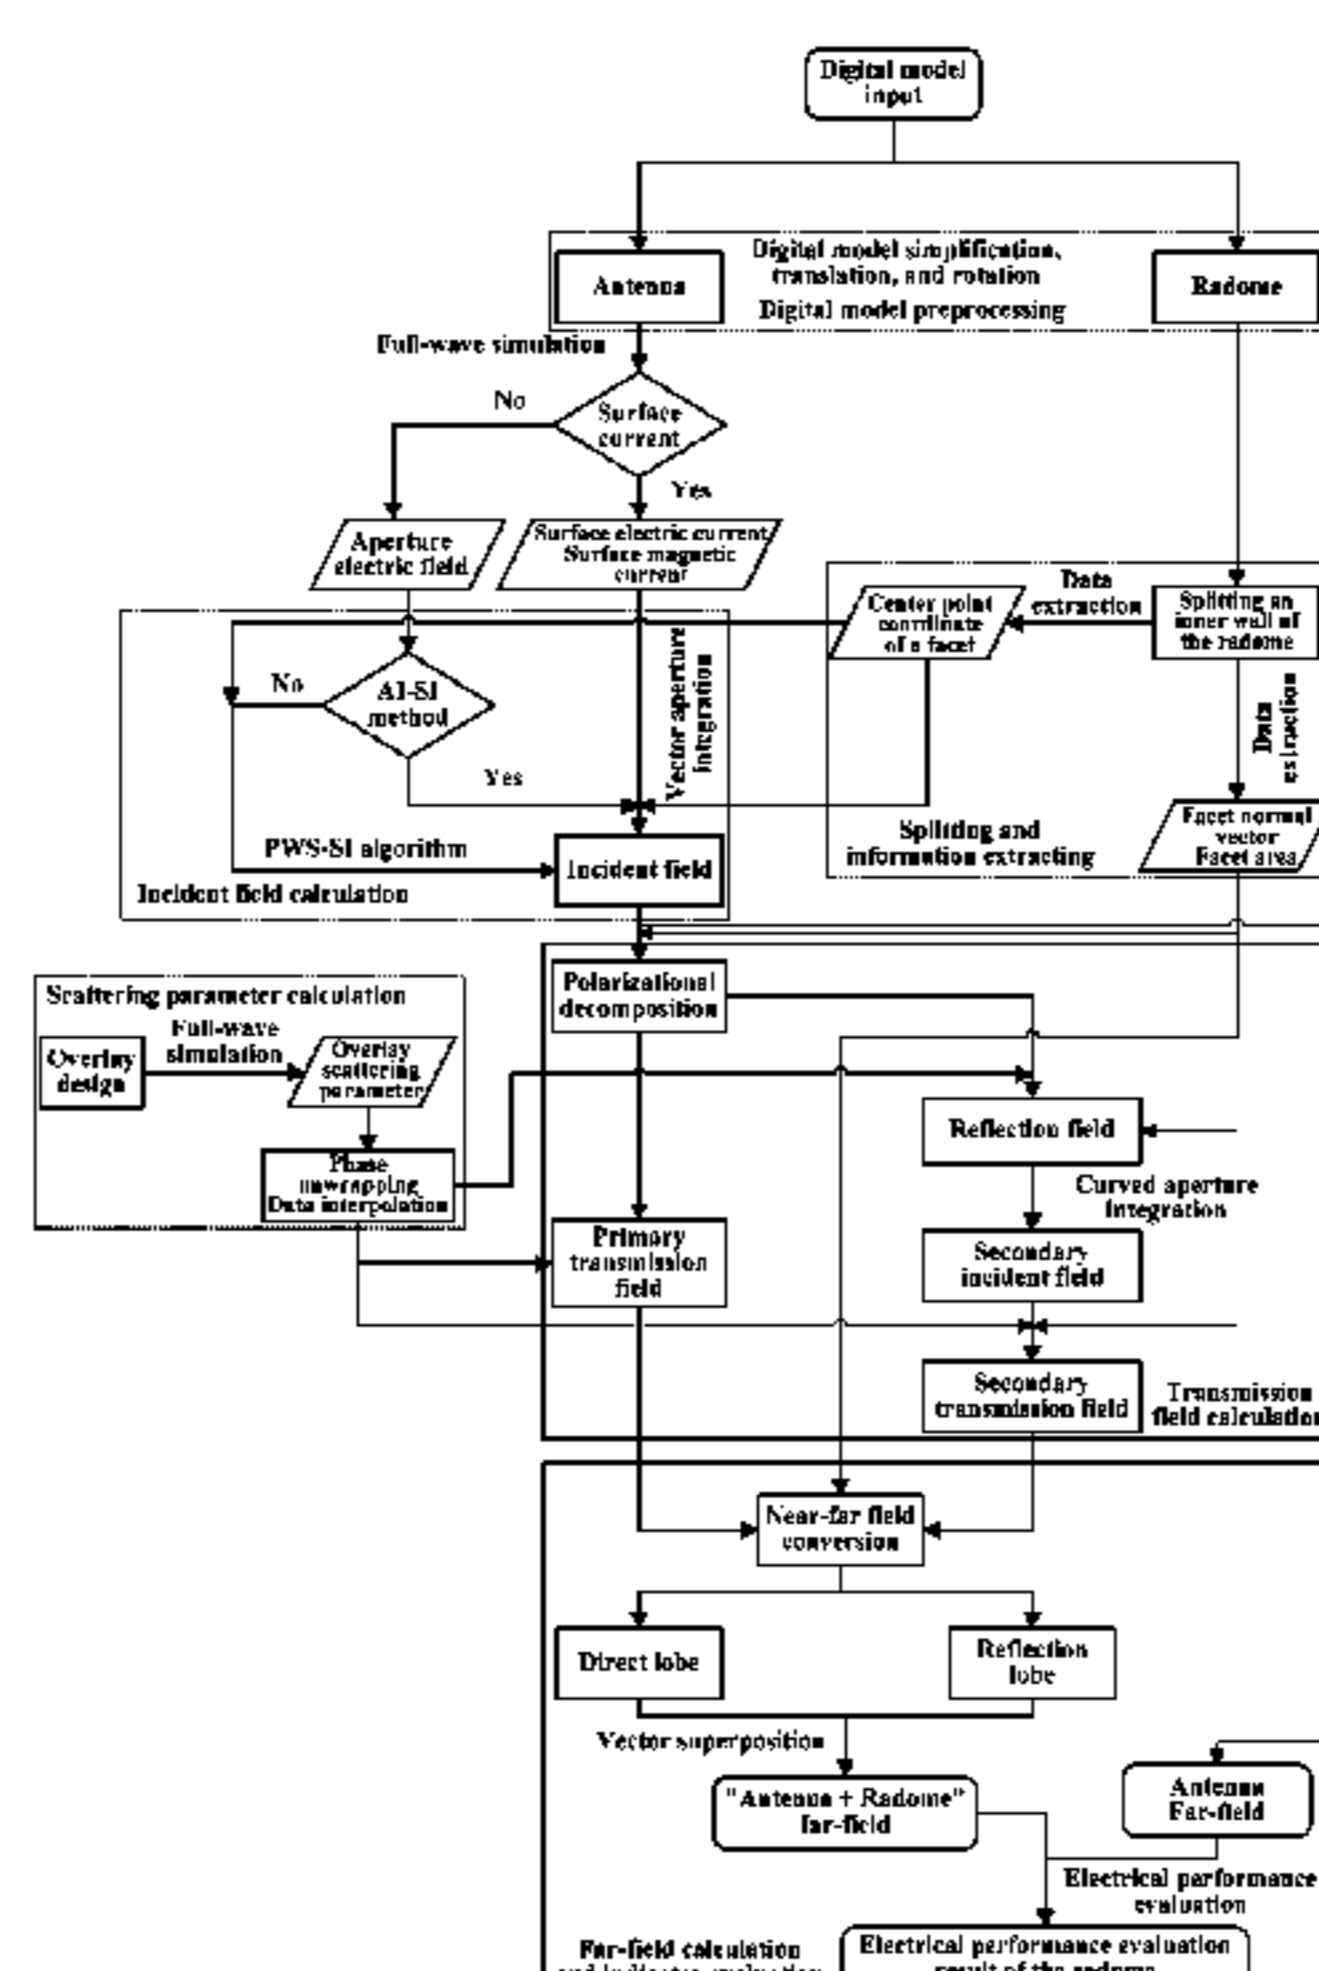 Digital model
input
Digital model simplification,
translation, and rotation
Antenna
Radome
Digital model preprocessing
Full-wave simulation
No
Surface
current
Yes
Aperture
electric field
Surface electric current
Surface magnetic
current
Data
extraction
Center point
coordinate
of a facet
Splitting an
inner wall of
the radome
No
AI-SI
method
Vector aperture
integration
Data
extraction
Yes
Facet normal
vector
Facet area
Splitting and
information extracting
PWS-SI algorithm
Incident field
Incident field calculation
Polarizational
decomposition
Scattering parameter calculation
Full-wave
simulation
Overlay
design
Overlay
scattering
parameter
Reflection field
Phase
unwrapping
Data interpolation
Curved aperture
integration
Primary
transmission
field
Secondary
incident field
Secondary
transmission field
Transmission
field calculation
Near-far field
conversion
Direct lobe
Reflection
lobe
Vector superposition
"Antenna + Radome"
far-field
Antenna
Far-field
Electrical performance
evaluation
Far-field calculation
Electrical performance evaluation
result of the radome